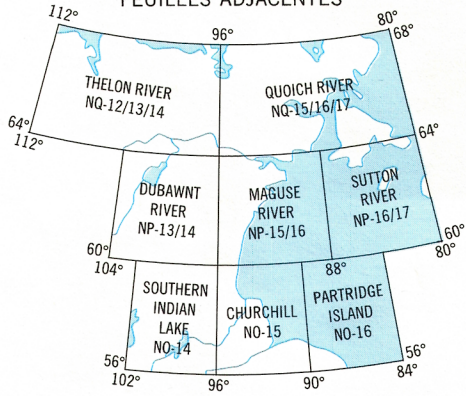 FEUILLES ADJACENTES
112°
96°
80°
68°
THELON RIVER
NQ-12/13/14
QUOICH RIVER
NQ-15/16/17
64°
112°
64°
DUBAWNT
RIVER
NP-13/14
MAGUSE
RIVER
NP-15/16
SUTTON
RIVER
NP-16/17
60°
104°
88°
60°
80°
SOUTHERN
INDIAN
LAKE
NO-14
CHURCHILL
NO-15
PARTRIDGE
ISLAND
NO-16
56°
102°
96°
90°
56°
84°